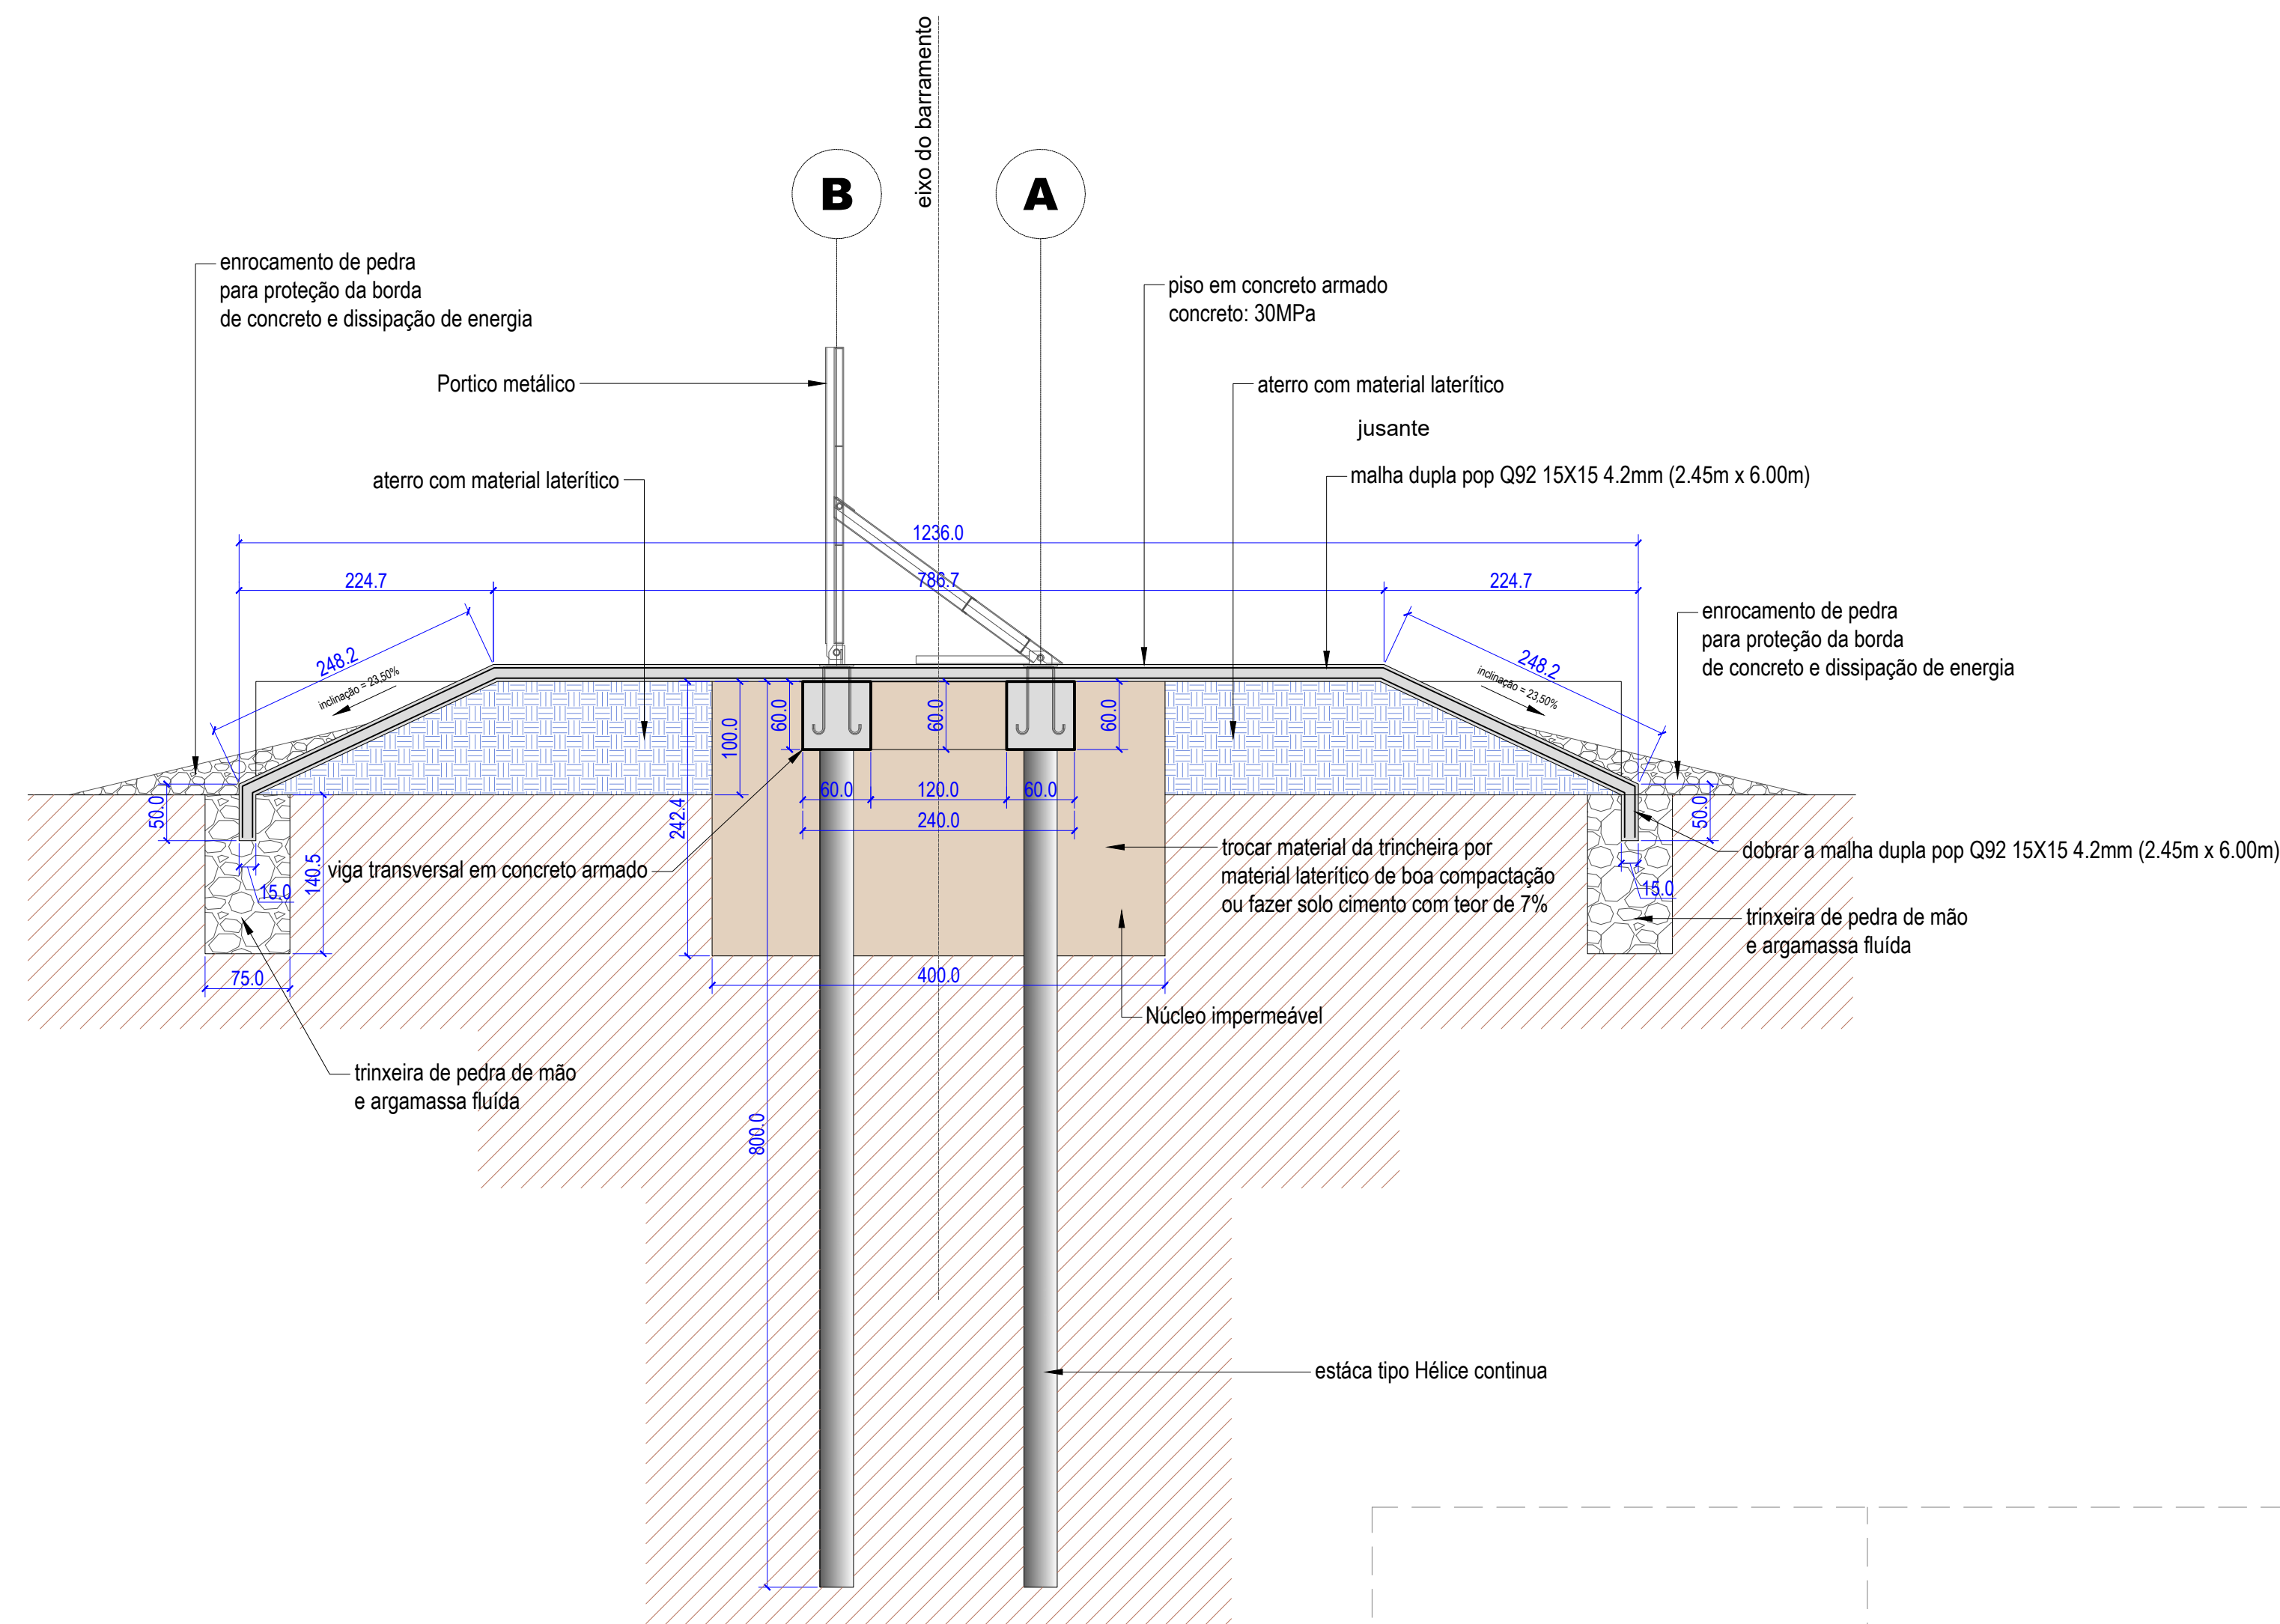 eixo do barramento
B
A
enrocamento de pedra
para proteção da borda
de concreto e dissipação de energia
piso em concreto armado
concreto: 30MPa
Portico metálico
aterro com material laterítico
jusante
aterro com material laterítico
malha dupla pop Q92 15X15 4.2mm (2.45m x 6.00m)
1236.0
224.7
786.7
224.7
enrocamento de pedra
para proteção da borda
de concreto e dissipação de energia
248.2
inclinação = 23,50%
248.2
inclinação = 23,50%
100.0
60.0
60.0
60.0
50.0
242.4
60.0
120.0
60.0
240.0
50.0
140.5
viga transversal em concreto armado
15.0
trocar material da trincheira por
material laterítico de boa compactação
ou fazer solo cimento com teor de 7%
dobrar a malha dupla pop Q92 15X15 4.2mm (2.45m x 6.00m)
15.0
trinxeira de pedra de mão
e argamassa fluída
75.0
400.0
Núcleo impermeável
trinxeira de pedra de mão
e argamassa fluída
800.0
estáca tipo Hélice continua